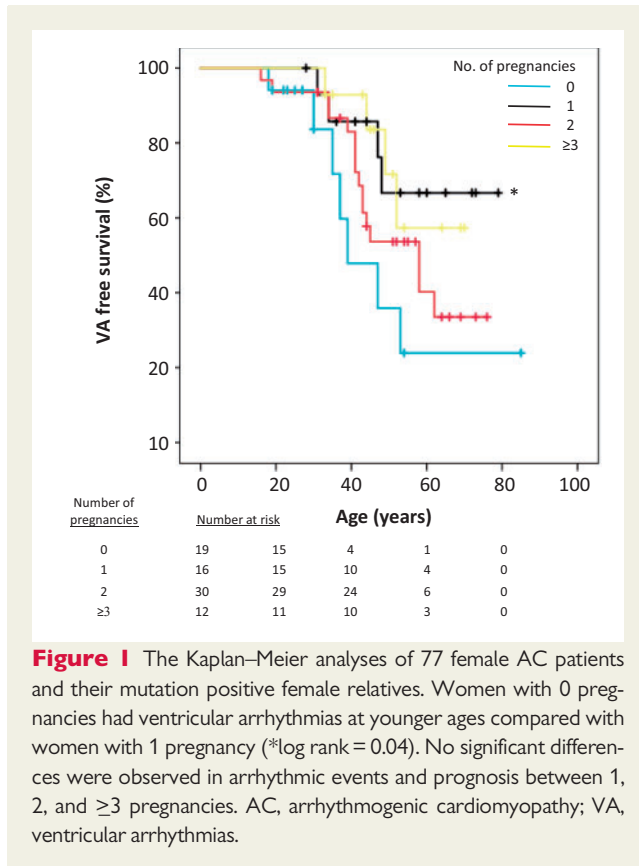 No. of pregnancies
0
1
2
≥3
VA free survival (%)
100
80
60
40
20
10
*
0 20 40 60 80 100
Age (years)
Number of
pregnancies Number at risk
0 19 15 4 1 0
1 16 15 10 4 0
2 30 29 24 6 0
≥3 12 11 10 3 0
Figure 1 The Kaplan–Meier analyses of 77 female AC patients
and their mutation positive female relatives. Women with 0 preg-
nancies had ventricular arrhythmias at younger ages compared with
women with 1 pregnancy (*log rank = 0.04). No significant differen-
ces were observed in arrhythmic events and prognosis between 1,
2, and ≥3 pregnancies. AC, arrhythmogenic cardiomyopathy; VA,
ventricular arrhythmias.